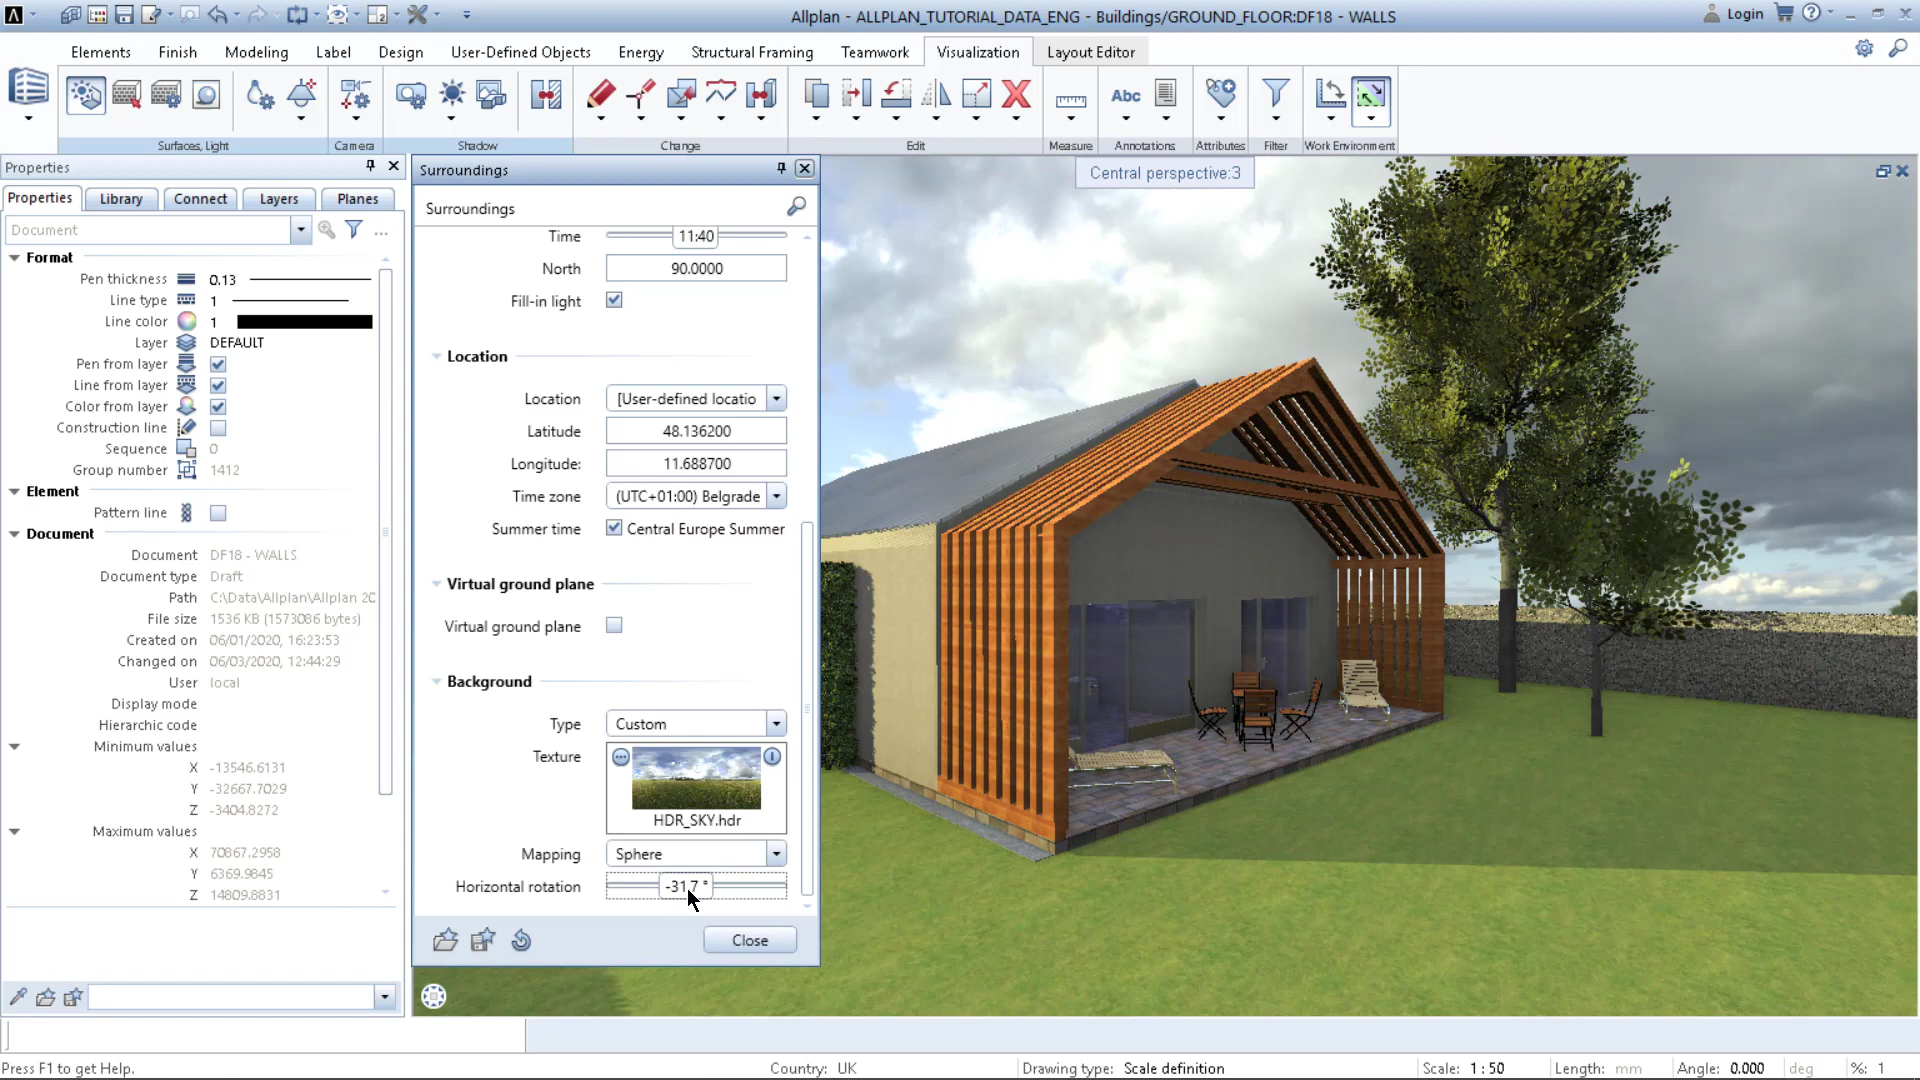 Allplan - ALLPLAN_TUTORIAL_DATA_ENG - Buildings/GROUND_FLOOR:DF18 - WALLS
Login
Elements
Finish
Modeling
Label
Design
User-Defined Objects
Energy
Structural Framing
Teamwork
Visualization
Layout Editor
Abc
Surfaces, Light
Camera
Shadow
Change
Edit
Measure
Annotations
Attributes
Filter
Work Environment
Properties
Properties
Library
Connect
Layers
Planes
Document
Format
Pen thickness 0.13
Line type 1
Line color 1
Layer DEFAULT
Pen from layer
Line from layer
Color from layer
Construction line
Sequence 0
Group number 1412
Element
Pattern line
Document
Document DF18 - WALLS
Document type Draft
Path C:\Data\Allplan\Allplan 20
File size 1536 KB (1573086 bytes)
Created on 06/01/2020, 16:23:53
Changed on 06/03/2020, 12:44:29
User local
Display mode
Hierarchic code
Minimum values
X -13546.6131
Y -32667.7029
Z -3404.8272
Maximum values
X 70867.2958
Y 6369.9845
Z 14809.8831
Surroundings
Surroundings
Time 11:40
North 90.0000
Fill-in light
Location
Location [User-defined locatio
Latitude 48.136200
Longitude: 11.688700
Time zone (UTC+01:00) Belgrade
Summer time Central Europe Summer
Virtual ground plane
Virtual ground plane
Background
Type Custom
Texture
HDR_SKY.hdr
Mapping Sphere
Horizontal rotation -31.7 °
Close
Central perspective:3
Press F1 to get Help.
Country: UK
Drawing type: Scale definition
Scale: 1 : 50
Length: mm
Angle: 0.000 deg
%: 1